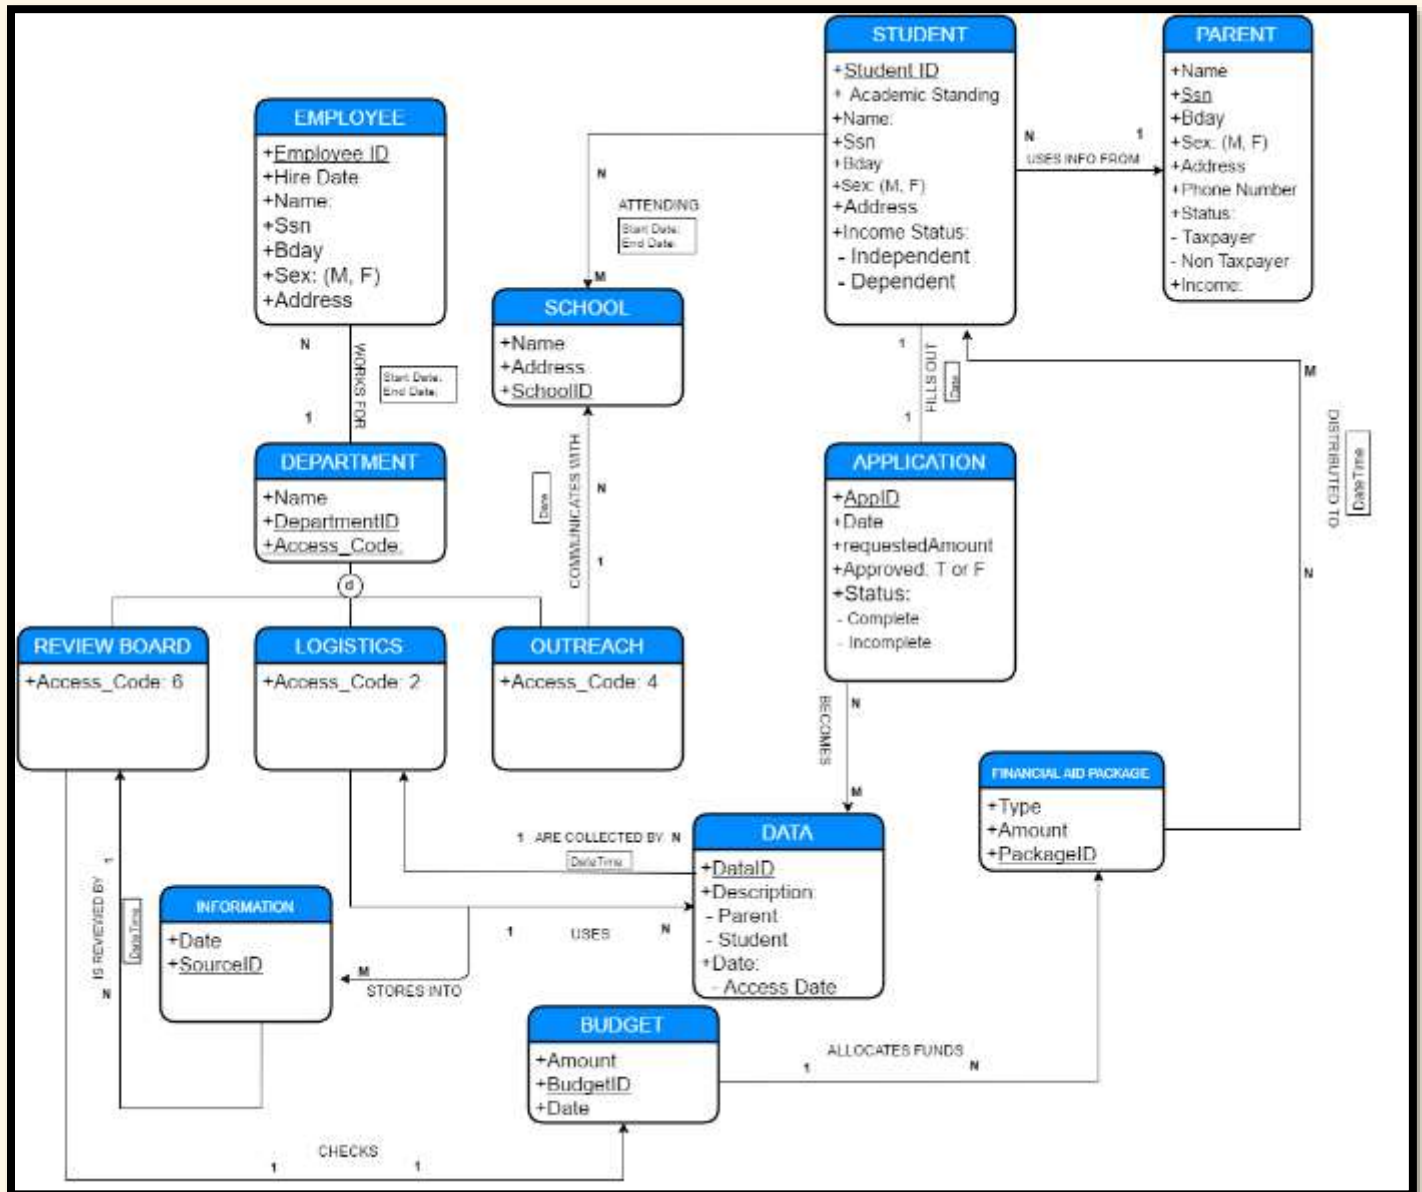 STUDENT
+Student ID
+ Academic Standing
+Name:
+Ssn
+Bday
+Sex: (M, F)
+Address
+Income Status:
- Independent
- Dependent
PARENT
+Name
+Ssn
+Bday
+Sex: (M, F)
+Address
+Phone Number
+Status:
- Taxpayer
- Non Taxpayer
+Income:
N 1
USES INFO FROM
EMPLOYEE
+Employee ID
+Hire Date
+Name:
+Ssn
+Bday
+Sex: (M, F)
+Address
N
ATTENDING
Start Date:
End Date:
M
SCHOOL
+Name
+Address
+SchoolID
N
WORKS FOR
Start Date:
End Date:
1
1
FILLS OUT
Date
1
M
DISTRIBUTED TO
DateTime
N
DEPARTMENT
+Name
+DepartmentID
+Access_Code:
d
COMMUNICATES WITH
Date
N
1
APPLICATION
+AppID
+Date
+requestedAmount
+Approved: T or F
+Status:
- Complete
- Incomplete
REVIEW BOARD
+Access_Code: 6
LOGISTICS
+Access_Code: 2
OUTREACH
+Access_Code: 4
BECOMES
N
M
FINANCIAL AID PACKAGE
+Type
+Amount
+PackageID
1 ARE COLLECTED BY N
DateTime
DATA
+DataID
+Description
- Parent
- Student
+Date:
- Access Date
1
IS REVIEWED BY
DateTime
N
INFORMATION
+Date
+SourceID
1 USES N
M
STORES INTO
BUDGET
+Amount
+BudgetID
+Date
ALLOCATES FUNDS
1 N
CHECKS
1 1